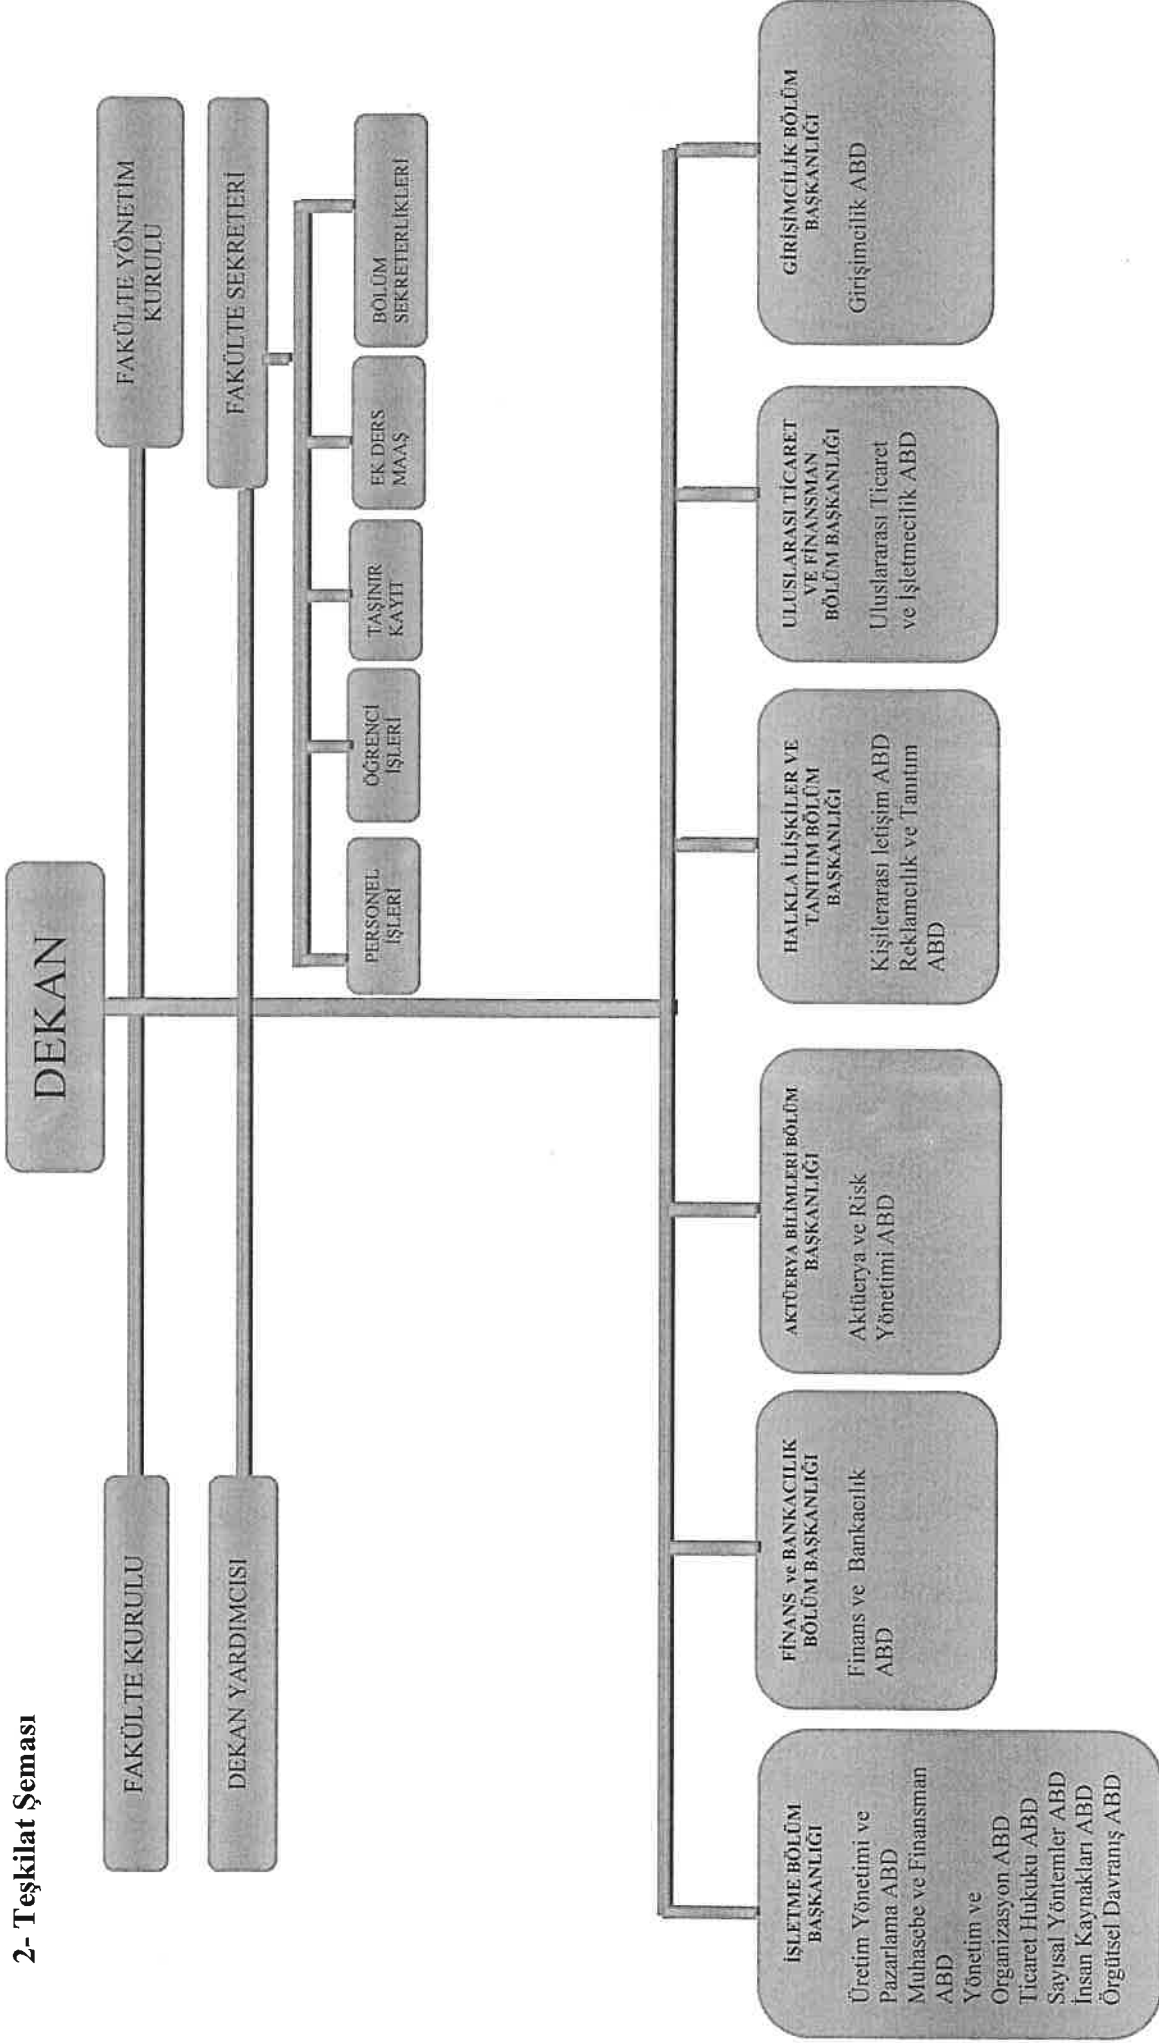 2- Teşkilat Şeması
DEKAN
FAKÜLTE KURULU
FAKÜLTE YÖNETİM
KURULU
DEKAN YARDIMCISI
FAKÜLTE SEKRETERİ
PERSONEL
İŞLERİ
ÖĞRENCİ
İŞLERİ
TAŞINIR
KAYIT
EK DERS
MAAŞ
BÖLÜM
SEKRETERLİKLERİ
İŞLETME BÖLÜM
BAŞKANLIĞI
Üretim Yönetimi ve
Pazarlama ABD
Muhasebe ve Finansman
ABD
Yönetim ve
Organizasyon ABD
Ticaret Hukuku ABD
Sayısal Yöntemler ABD
İnsan Kaynakları ABD
Örgütsel Davranış ABD
FİNANS ve BANKACILIK
BÖLÜM BAŞKANLIĞI
Finans ve Bankacılık
ABD
AKTÜERYA BİLİMLERİ BÖLÜM
BAŞKANLIĞI
Aktüerya ve Risk
Yönetimi ABD
HALKLA İLİŞKİLER VE
TANITIM BÖLÜM
BAŞKANLIĞI
Kişilerarası İletişim ABD
Reklamcılık ve Tanıtım
ABD
ULUSLARASI TİCARET
VE FİNANSMAN
BÖLÜM BAŞKANLIĞI
Uluslararası Ticaret
ve İşletmecilik ABD
GİRİŞİMCİLİK BÖLÜM
BAŞKANLIĞI
Girişimcilik ABD